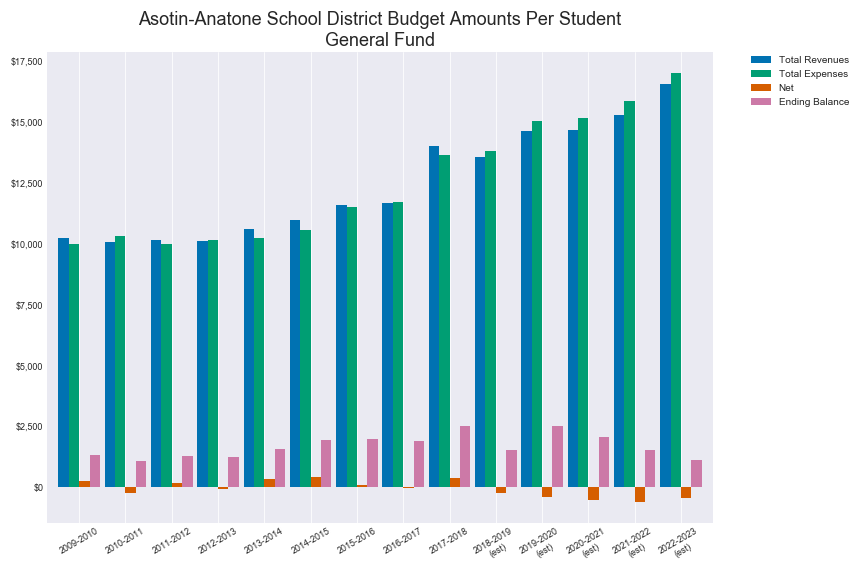 Asotin-Anatone School District Budget Amounts Per Student
General Fund
Total Revenues
Total Expenses
Net
Ending Balance
$17,500
$15,000
$12,500
$10,000
$7,500
$5,000
$2,500
$0
2009-2010
2010-2011
2011-2012
2012-2013
2013-2014
2014-2015
2015-2016
2016-2017
2017-2018
2018-2019
(est)
2019-2020
(est)
2020-2021
(est)
2021-2022
(est)
2022-2023
(est)